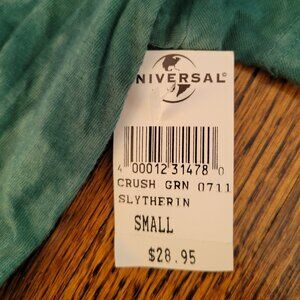 UNIVERSAL®
4 00012 31478 0
CRUSH GRN 0711
SLYTHERIN
SMALL
$28.95